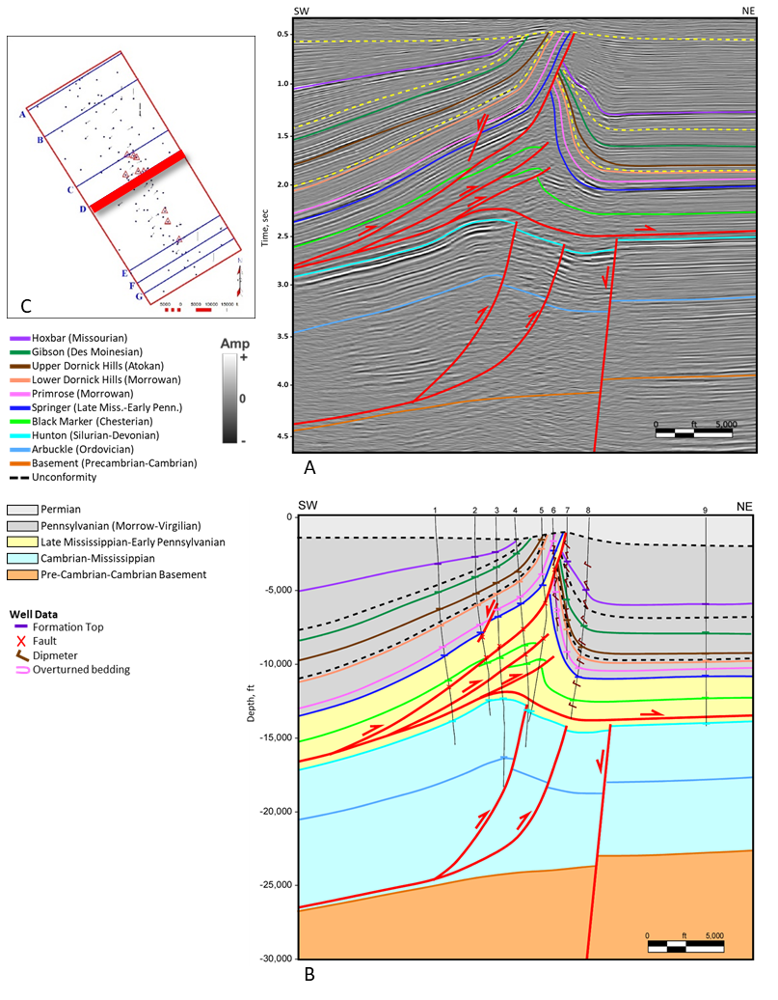 SW
NE
0.5
1.0
1.5
2.0
2.5
3.0
3.5
4.0
4.5
Time, sec
0 ft 5,000
A
A
B
C
D
E
F
G
N
5000 0 5000 10000 15000
C
Hoxbar (Missourian)
Gibson (Des Moinesian)
Upper Dornick Hills (Atokan)
Lower Dornick Hills (Morrowan)
Primrose (Morrowan)
Springer (Late Miss.-Early Penn.)
Black Marker (Chesterian)
Hunton (Silurian-Devonian)
Arbuckle (Ordovician)
Basement (Precambrian-Cambrian)
Unconformity
Amp
+
0
-
Permian
Pennsylvanian (Morrow-Virgilian)
Late Mississippian-Early Pennsylvanian
Cambrian-Mississippian
Pre-Cambrian-Cambrian Basement
Well Data
Formation Top
Fault
Dipmeter
Overturned bedding
SW
NE
1 2 3 4 5 6 7 8 9
0
-5,000
-10,000
-15,000
-20,000
-25,000
-30,000
Depth, ft
0 ft 5,000
B